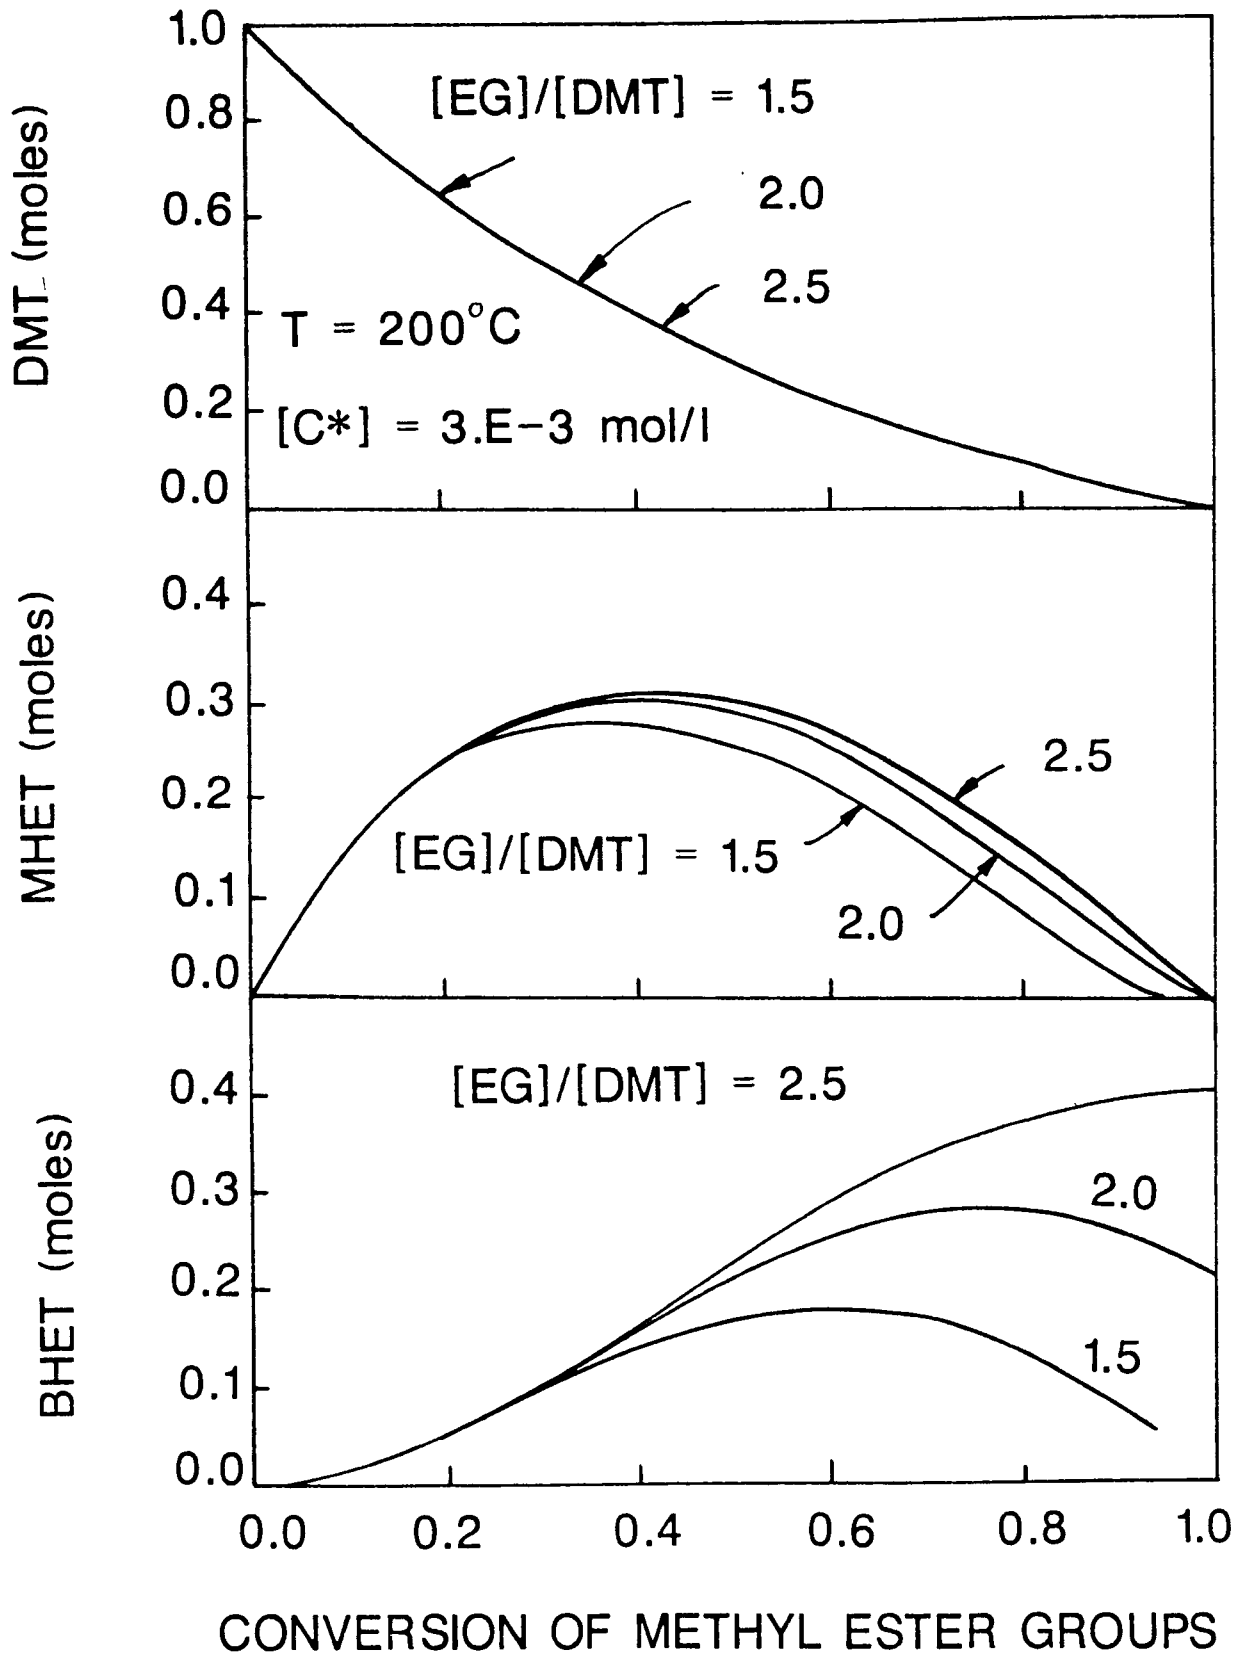 1.0
[EG]/[DMT] = 1.5
0.8
2.0
0.6
2.5
0.4
T = 200°C
0.2
[C*] = 3.E-3 mol/l
0.0
DMT (moles)
0.4
0.3
2.5
0.2
[EG]/[DMT] = 1.5
0.1
2.0
0.0
MHET (moles)
[EG]/[DMT] = 2.5
0.4
2.0
0.3
0.2
1.5
0.1
0.0
BHET (moles)
0.0 0.2 0.4 0.6 0.8 1.0
CONVERSION OF METHYL ESTER GROUPS